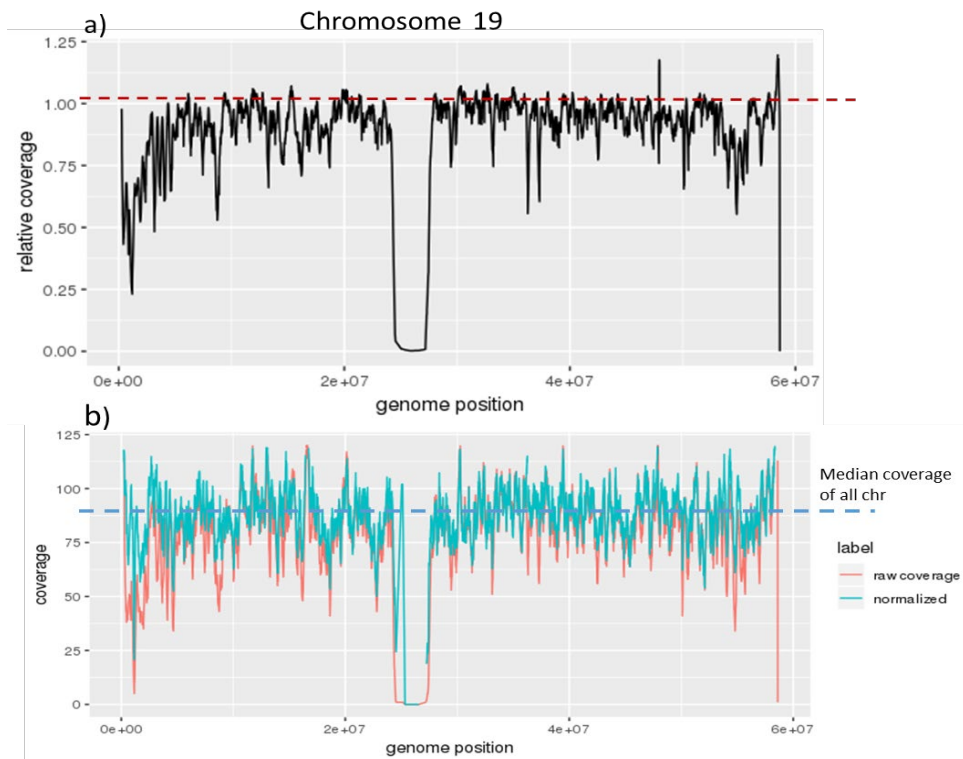 Chromosome 19
a)
1.25
1.00
0.75
0.50
0.25
0.00
relative coverage
0e+00
2e+07
4e+07
6e+07
genome position
b)
125
100
75
50
25
0
coverage
0e+00
2e+07
4e+07
6e+07
genome position
Median coverage
of all chr
label
raw coverage
normalized